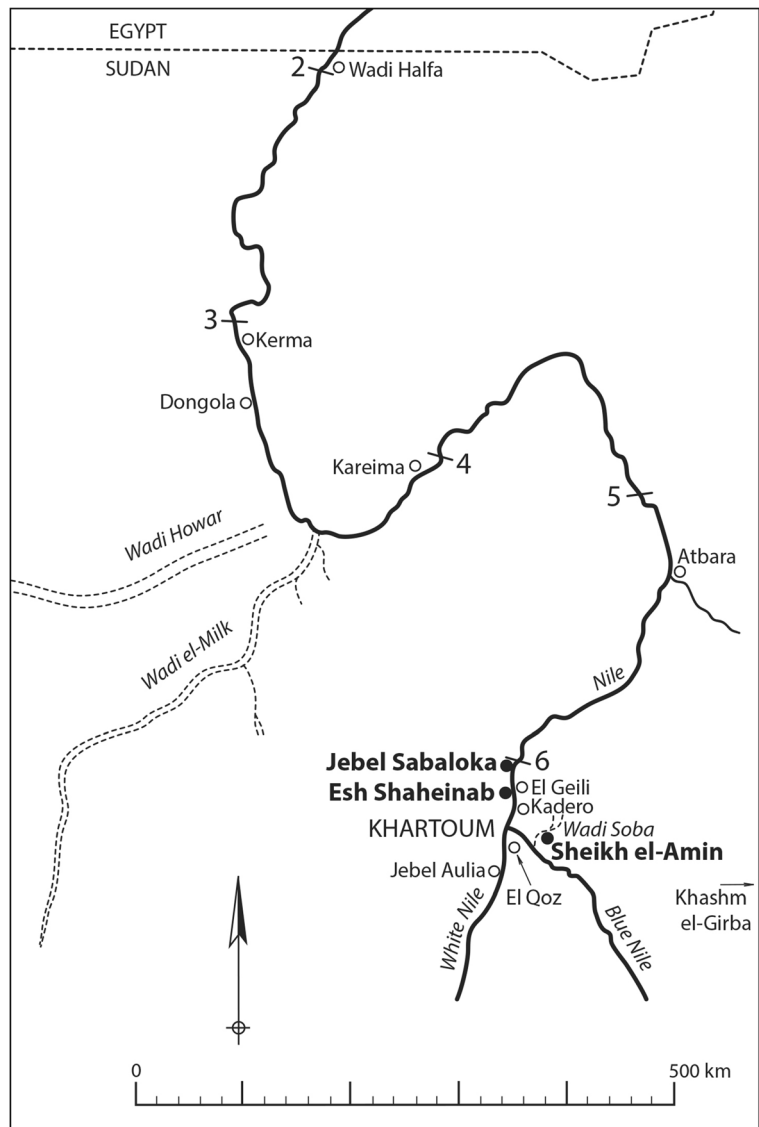 EGYPT
SUDAN
2
Wadi Halfa
3
Kerma
Dongola
Kareima
4
5
Wadi Howar
Atbara
Wadi el-Milk
Nile
Jebel Sabaloka
6
Esh Shaheinab
El Geili
Kadero
KHARTOUM
Wadi Soba
Sheikh el-Amin
Jebel Aulia
El Qoz
Khashm
el-Girba
White Nile
Blue Nile
0
500 km